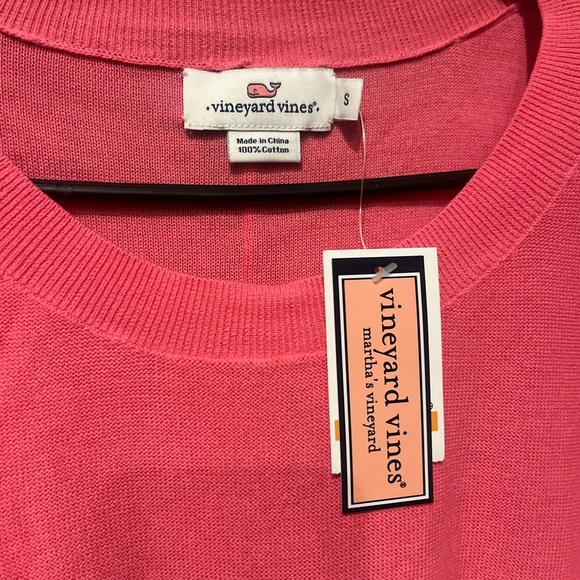 ·vineyard vines®·
S
Made in China
100% Cotton
vineyard vines®
martha's vineyard
®